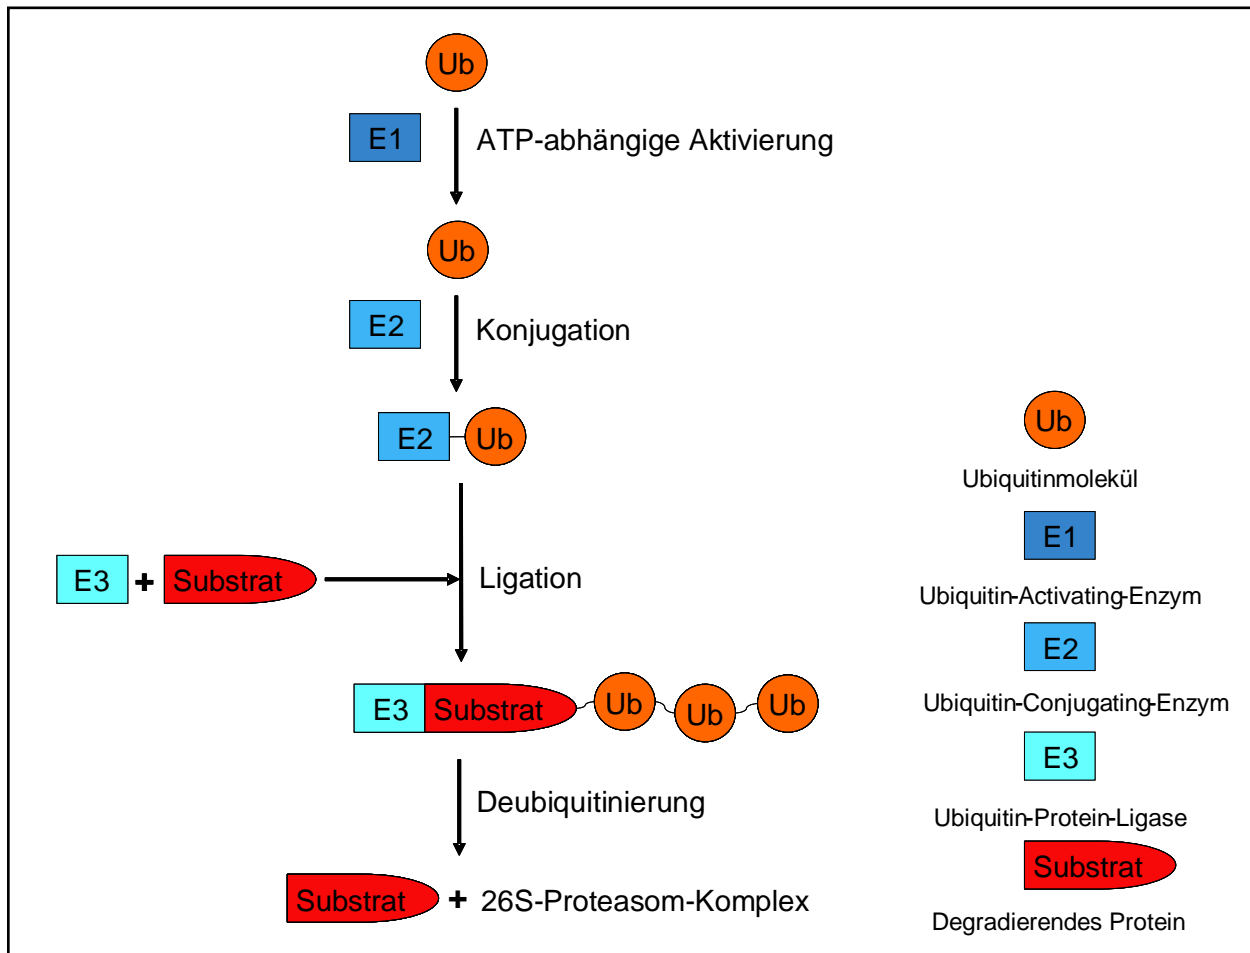 Ub
E1
ATP-abhängige Aktivierung
Ub
E2
Konjugation
E2
Ub
E3 + Substrat
Ligation
E3 Substrat Ub Ub Ub
Deubiquitinierung
Substrat + 26S-Proteasom-Komplex
Ub
Ubiquitinmolekül
E1
Ubiquitin-Activating-Enzym
E2
Ubiquitin-Conjugating-Enzym
E3
Ubiquitin-Protein-Ligase
Substrat
Degradierendes Protein